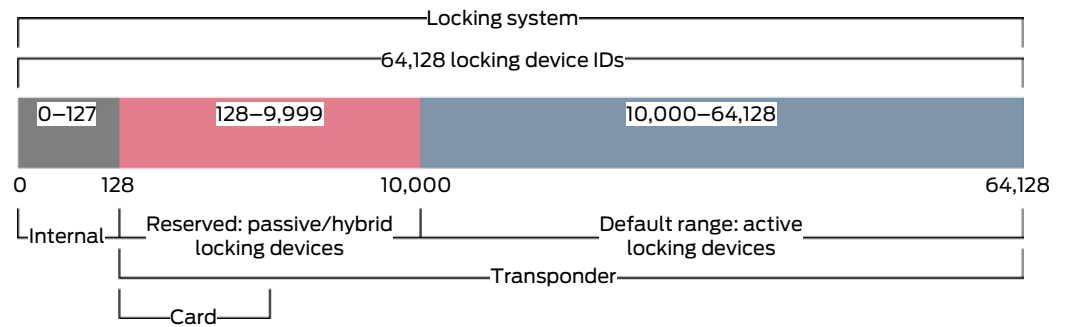 Locking system
64,128 locking device IDs
0–127
128–9,999
10,000–64,128
0
128
10,000
64,128
Internal
Reserved: passive/hybrid
locking devices
Default range: active
locking devices
Transponder
Card